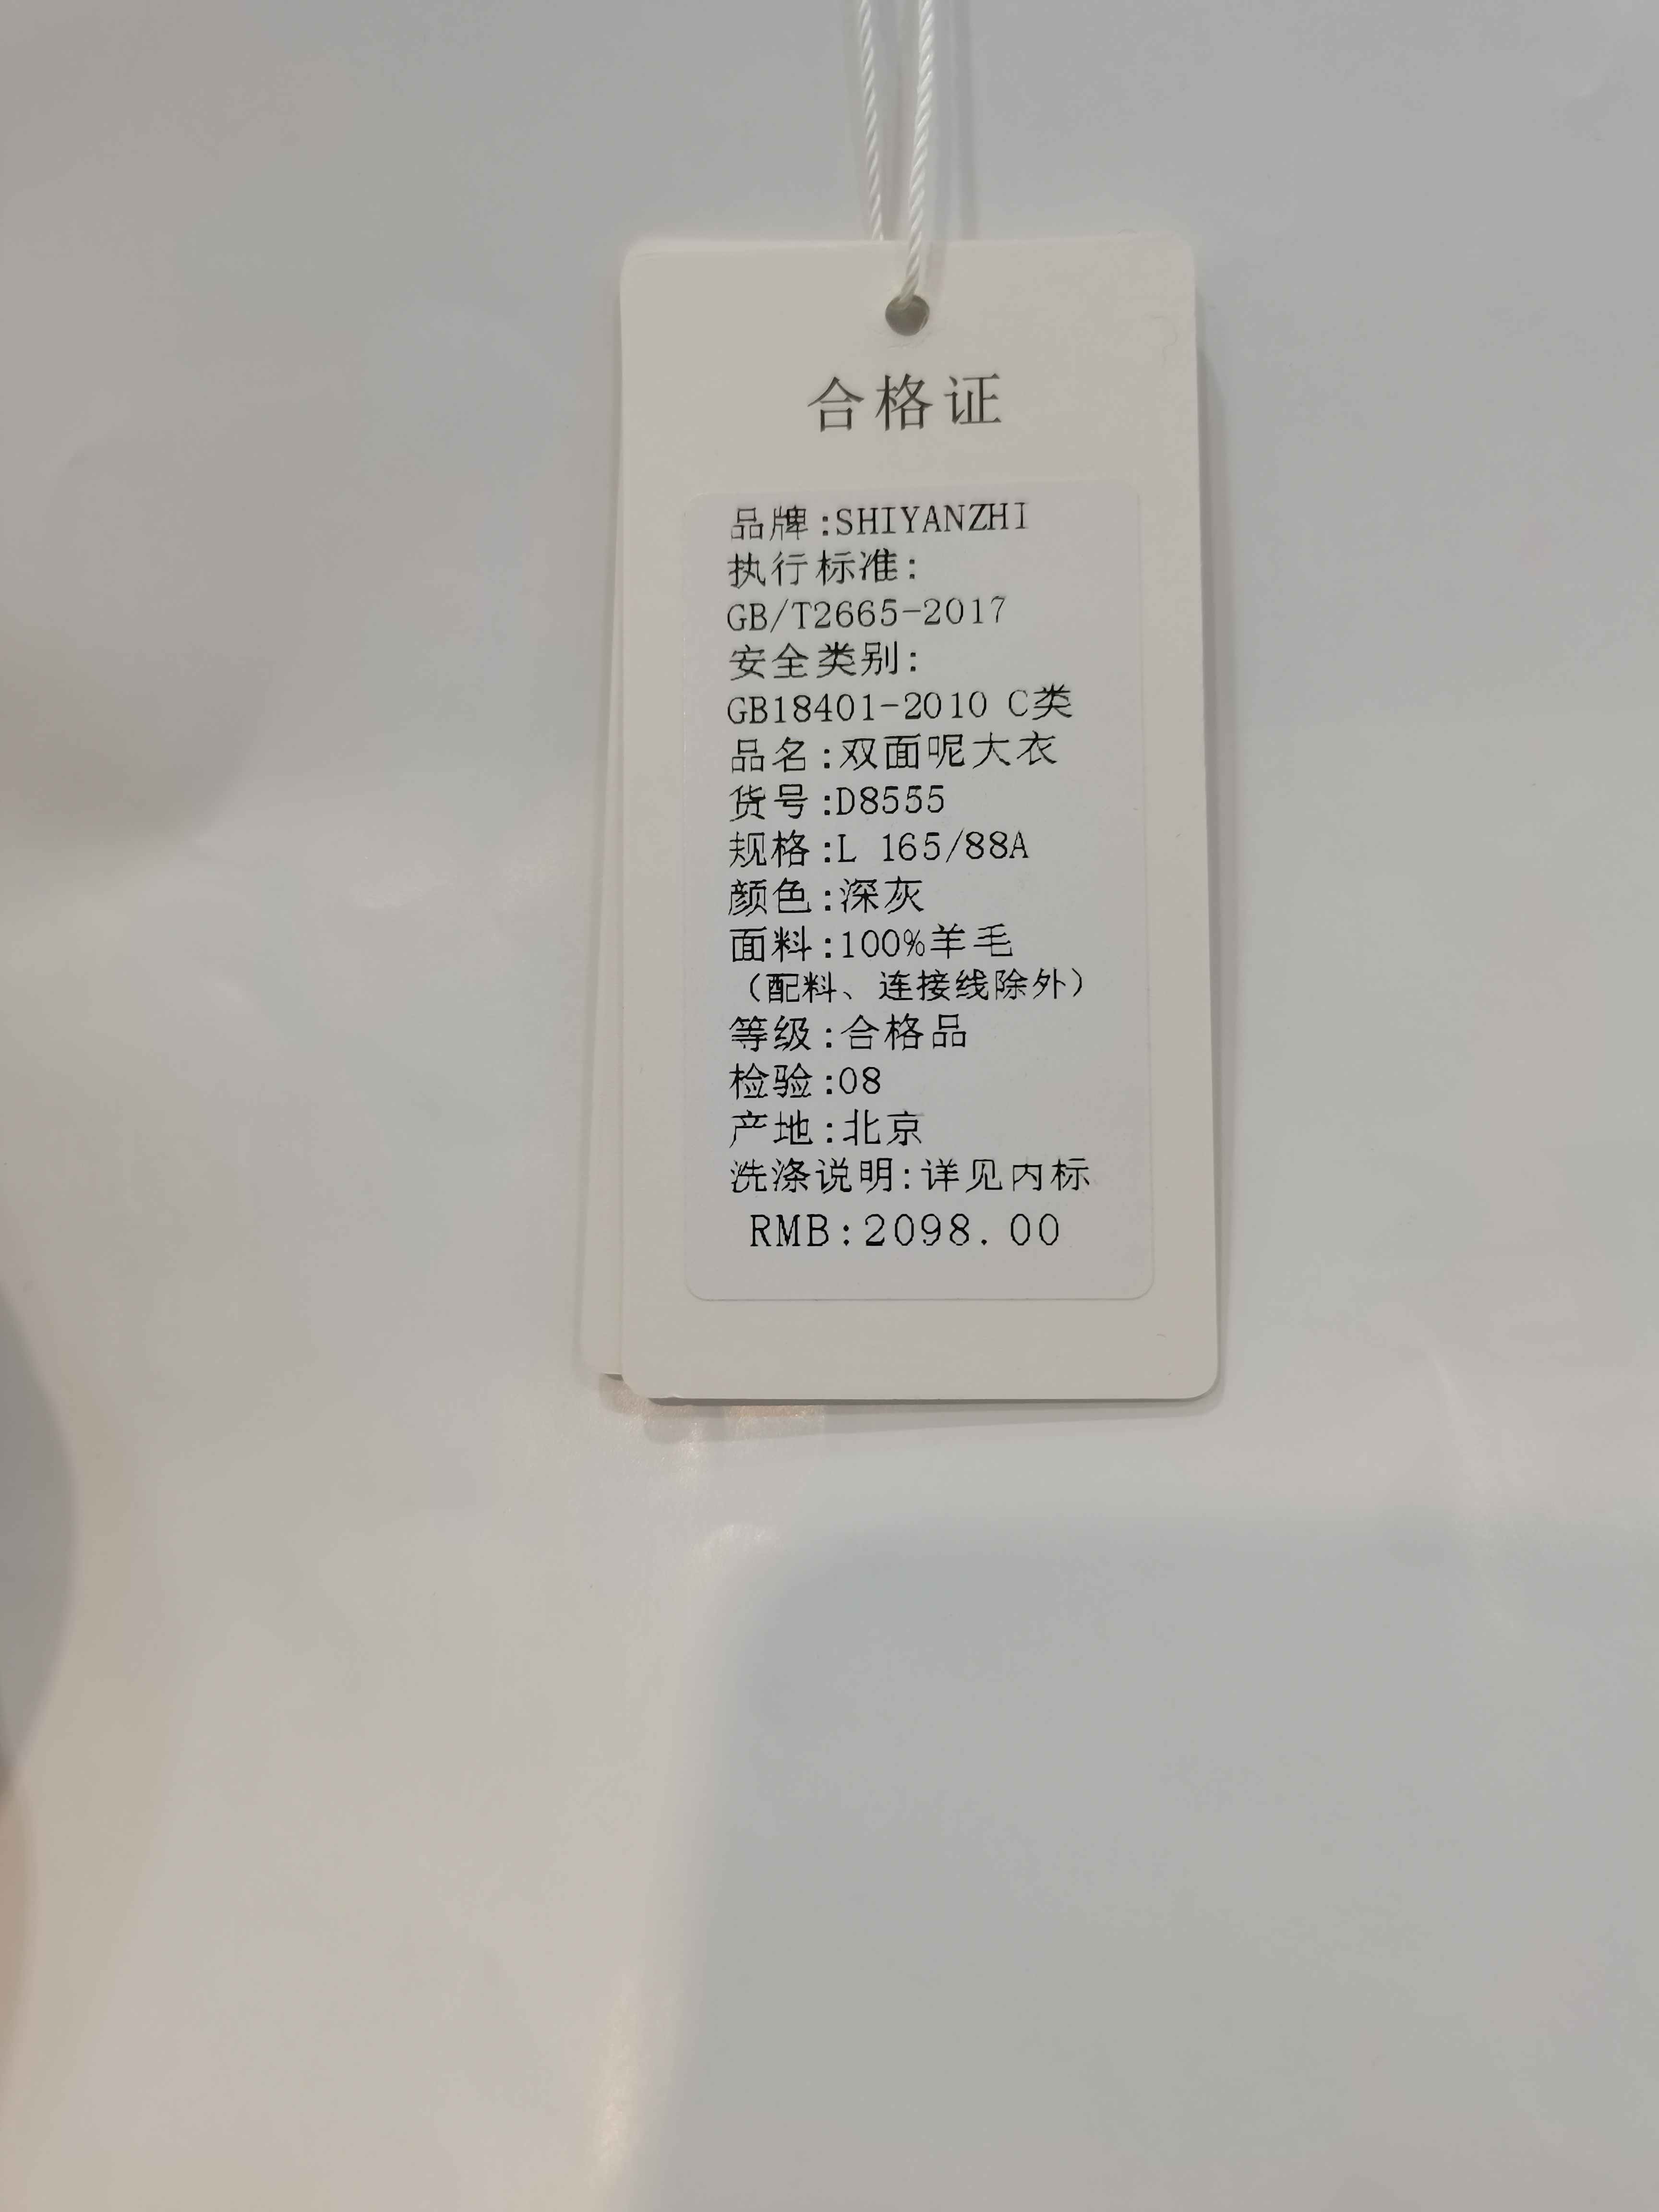 合格证
品牌:SHIYANZHI
执行标准:
GB/T2665-2017
安全类别:
GB18401-2010 C类
品名:双面呢大衣
货号:D8555
规格:L 165/88A
颜色:深灰
面料:100%羊毛
（配料、连接线除外）
等级:合格品
检验:08
产地:北京
洗涤说明:详见内标
RMB:2098.00